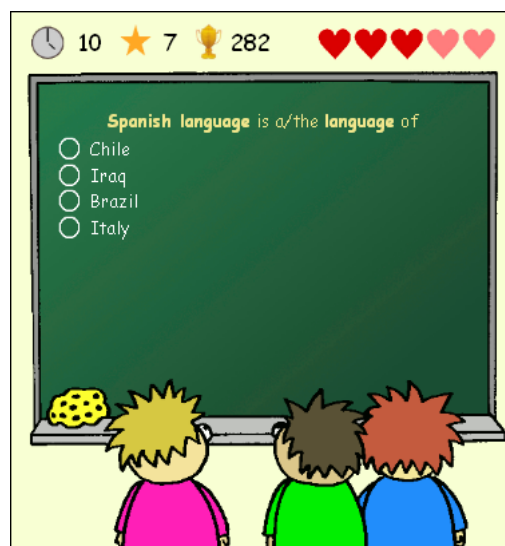 10 7 282
Spanish language is a/the language of
Chile
Iraq
Brazil
Italy